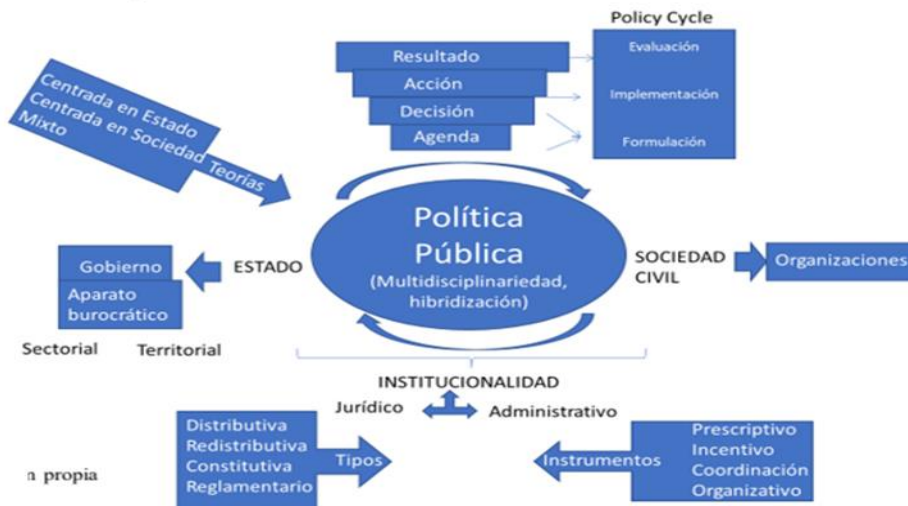 Policy Cycle
Resultado
Acción
Decisión
Agenda
Evaluación
Implementación
Formulación
Centrada en Estado
Centrada en Sociedad
Mixto
Teorías
Política
Pública
(Multidisciplinariedad,
hibridización)
ESTADO
Gobierno
Aparato
burocrático
Sectorial
Territorial
SOCIEDAD
CIVIL
Organizaciones
INSTITUCIONALIDAD
Jurídico
Administrativo
Distributiva
Redistributiva
Constitutiva
Reglamentario
Tipos
Instrumentos
Prescriptivo
Incentivo
Coordinación
Organizativo
n propia